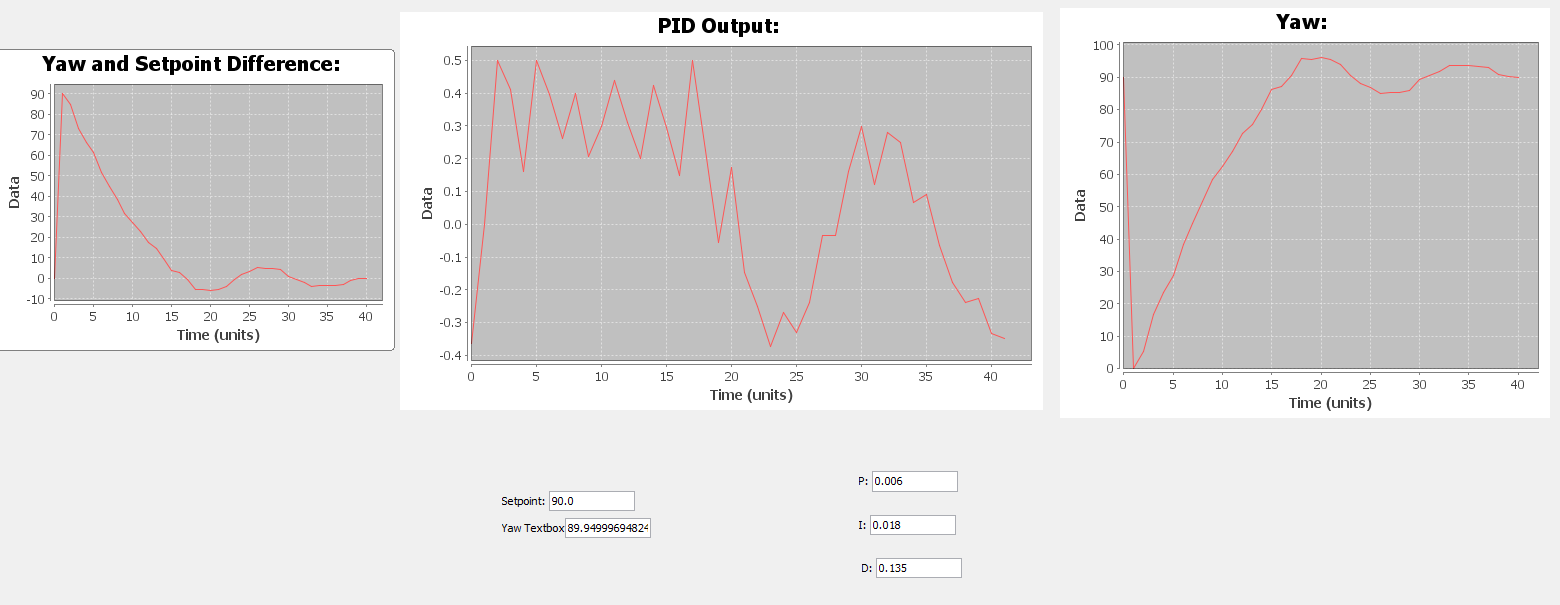 Yaw and Setpoint Difference:
90
80
70
60
50
40
30
20
10
0
-10
Data
0 5 10 15 20 25 30 35 40
Time (units)
PID Output:
0.5
0.4
0.3
0.2
0.1
0.0
-0.1
-0.2
-0.3
-0.4
Data
0 5 10 15 20 25 30 35 40
Time (units)
Yaw:
100
90
80
70
60
50
40
30
20
10
0
Data
0 5 10 15 20 25 30 35 40
Time (units)
Setpoint: 90.0
Yaw Textbox 89.94999694824
P: 0.006
I: 0.018
D: 0.135